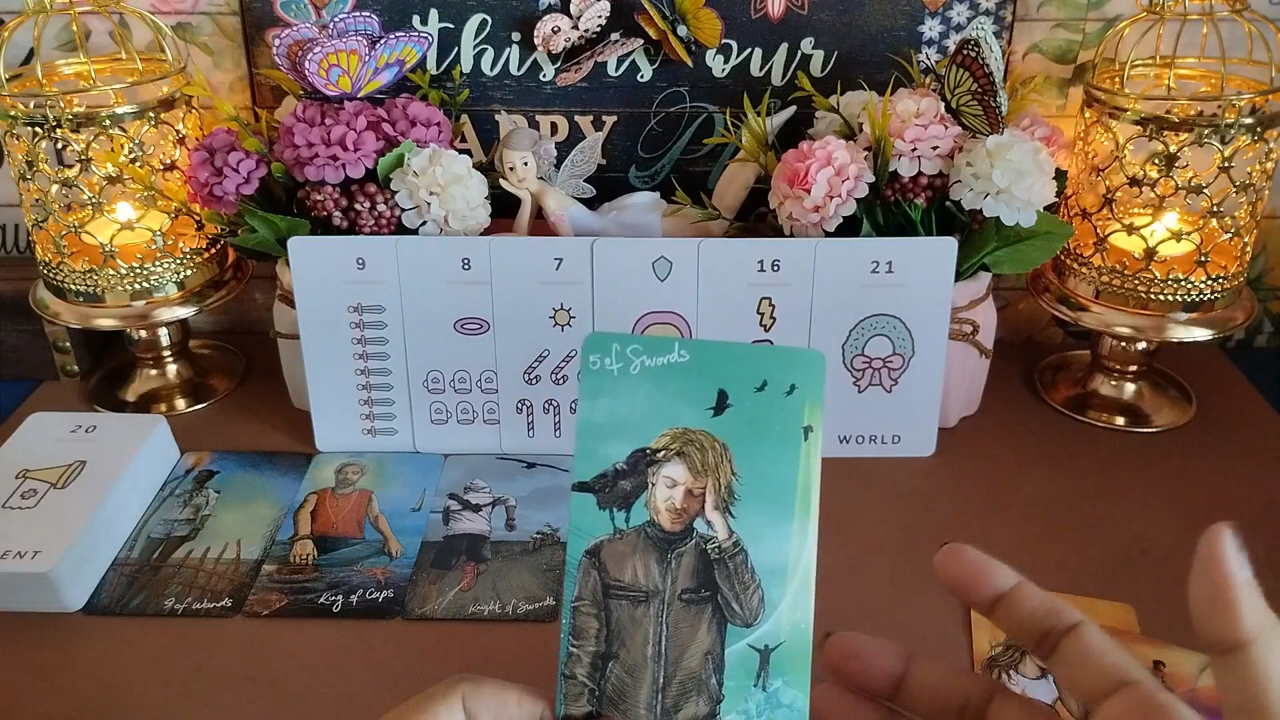 this is our
9
8
7
16
21
WORLD
5 of Swords
20
9 of Wands
King of Cups
Knight of Swords